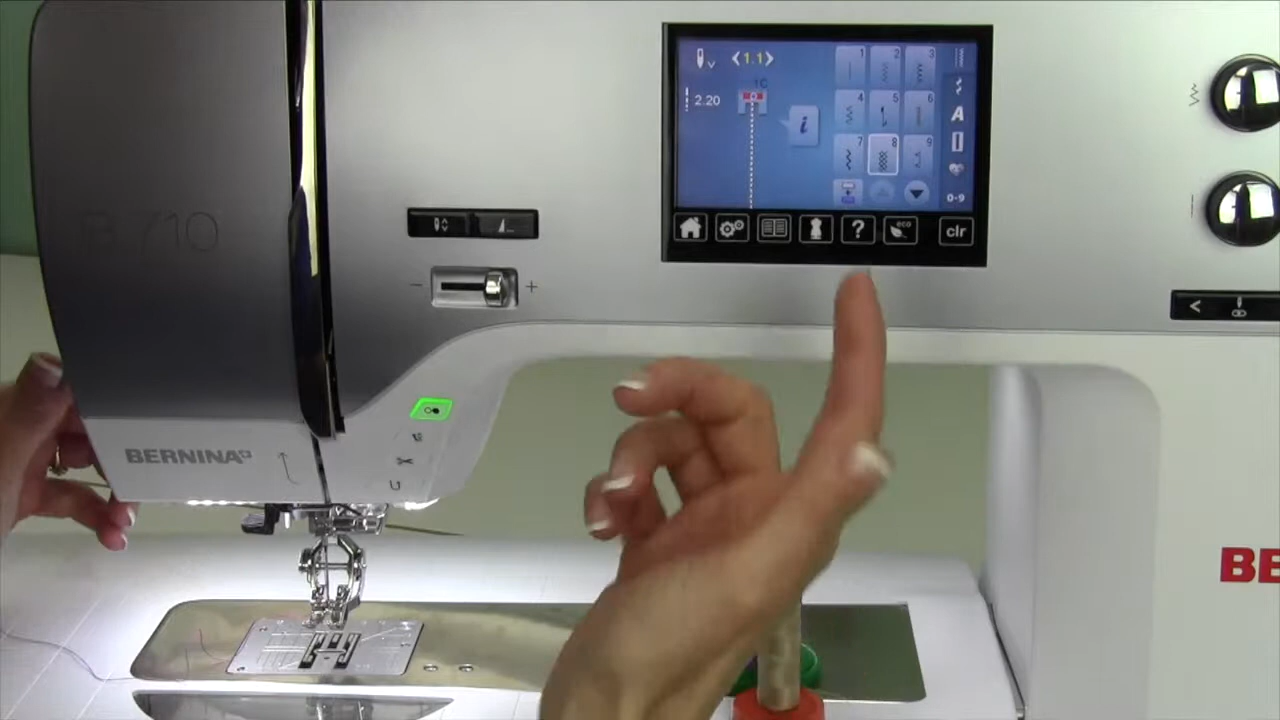 B 710
BERNINA
1.1
1C
2.20
i
1 2 3
4 5 6
7 8 9
A
0-9
?
eco
clr
- +
BE